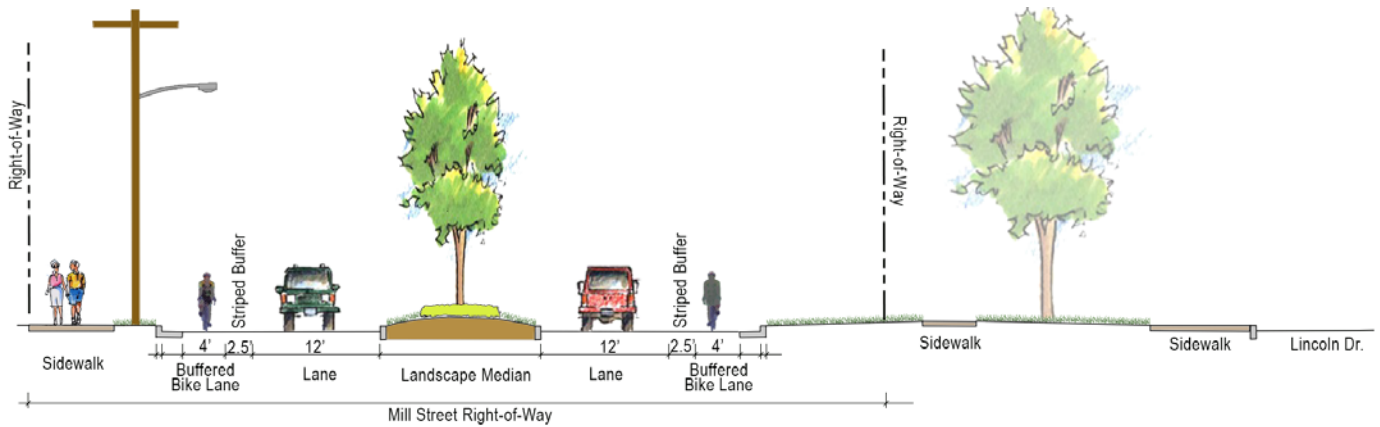 Right-of-Way
Striped Buffer
Striped Buffer
Right-of-Way
4'
2.5'
12'
12'
2.5'
4'
Sidewalk
Buffered
Bike Lane
Lane
Landscape Median
Lane
Buffered
Bike Lane
Sidewalk
Sidewalk
Lincoln Dr.
Mill Street Right-of-Way